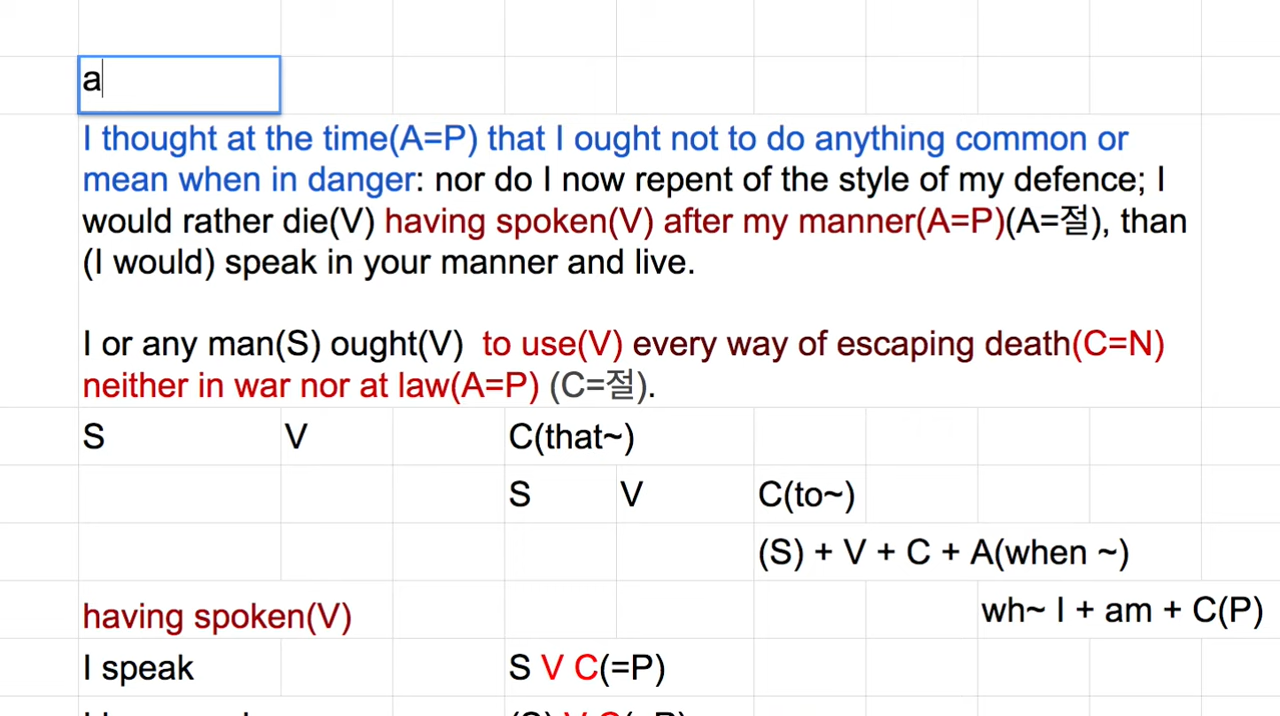 a
I thought at the time(A=P) that I ought not to do anything common or
mean when in danger: nor do I now repent of the style of my defence; I
would rather die(V) having spoken(V) after my manner(A=P)(A=절), than
(I would) speak in your manner and live.
I or any man(S) ought(V)  to use(V) every way of escaping death(C=N)
neither in war nor at law(A=P) (C=절).
S V C(that~)
S V C(to~)
(S) + V + C + A(when ~)
having spoken(V) wh~ I + am + C(P)
I speak S V C(=P)